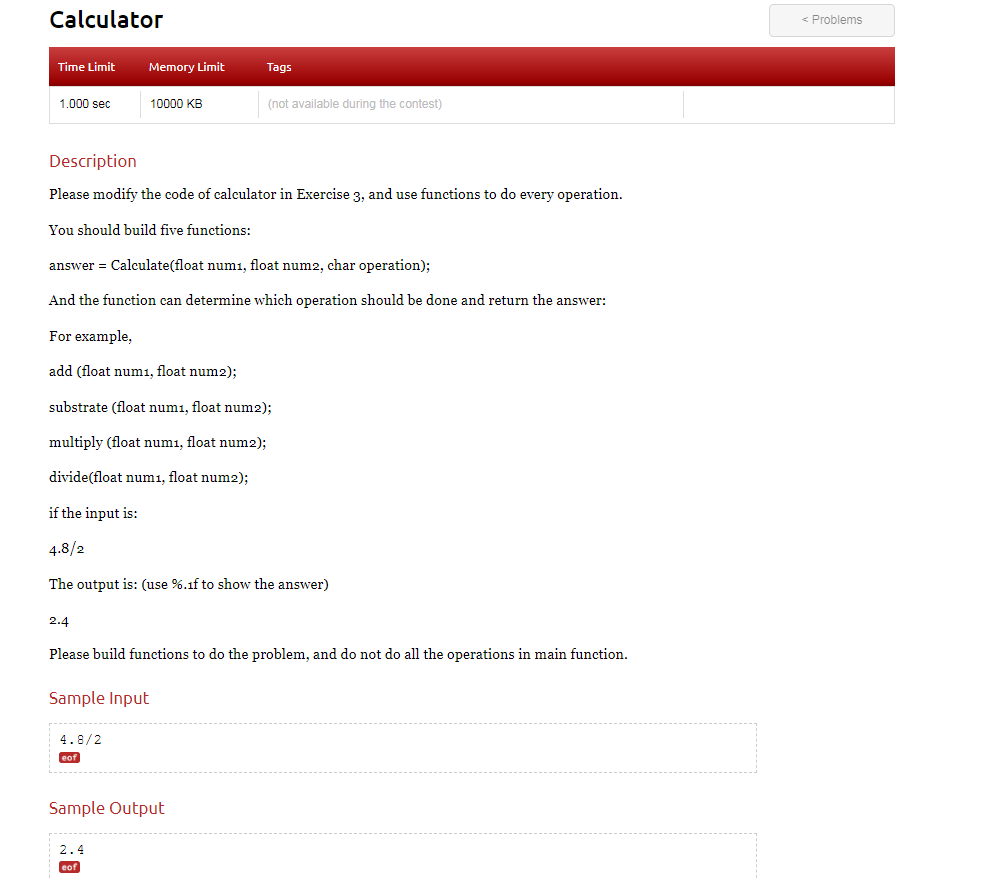 Calculator
< Problems
Time Limit Memory Limit Tags
1.000 sec 10000 KB (not available during the contest)
Description
Please modify the code of calculator in Exercise 3, and use functions to do every operation.
You should build five functions:
answer = Calculate(float num1, float num2, char operation);
And the function can determine which operation should be done and return the answer:
For example,
add (float num1, float num2);
substrate (float num1, float num2);
multiply (float num1, float num2);
divide(float num1, float num2);
if the input is:
4.8/2
The output is: (use %.1f to show the answer)
2.4
Please build functions to do the problem, and do not do all the operations in main function.
Sample Input
4.8/2
eof
Sample Output
2.4
eof